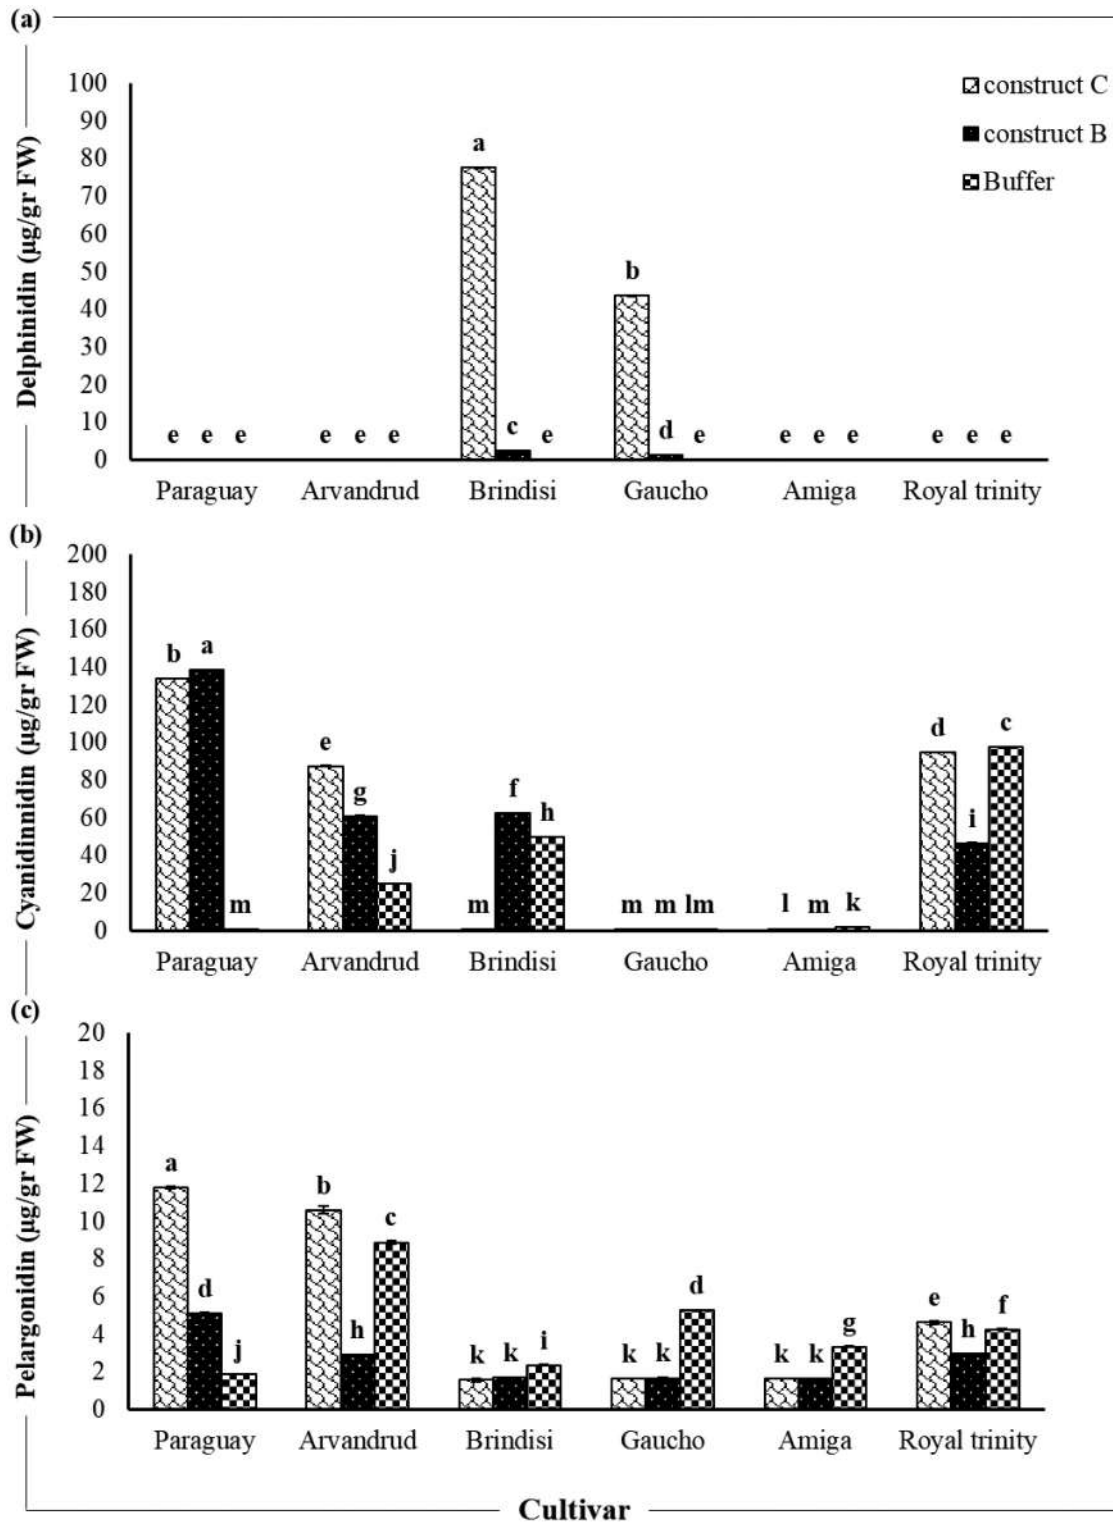 (a)
Delphinidin (µg/gr FW)
100
90
80
70
60
50
40
30
20
10
0
construct C
construct B
Buffer
e e e e e e a c e b d e e e e e e e
Paraguay Arvandrud Brindisi Gaucho Amiga Royal trinity
(b)
Cyanidinnidin (µg/gr FW)
200
180
160
140
120
100
80
60
40
20
0
b a m e g j m f h m m lm l m k d i c
Paraguay Arvandrud Brindisi Gaucho Amiga Royal trinity
(c)
Pelargonidin (µg/gr FW)
20
18
16
14
12
10
8
6
4
2
0
a d j b h c k k i k k d k k g e h f
Paraguay Arvandrud Brindisi Gaucho Amiga Royal trinity
Cultivar